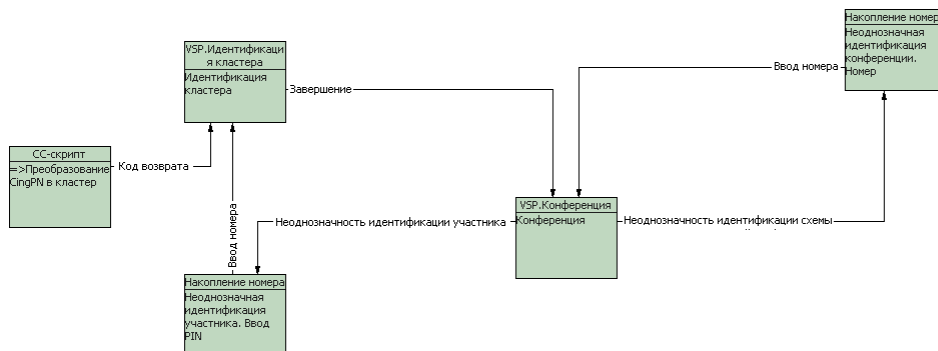 Накопление номер
Неоднозначная
идентификация
конференции.
Номер
Ввод номера
VSP.Идентификаци
я кластера
Идентификация
кластера
Завершение
CC-скрипт
=>Преобразование
CingPN в кластер
Код возврата
VSP.Конференция
Конференция
Неоднозначность идентификации участника
Неоднозначность идентификации схемы
Ввод номера
Накопление номера
Неоднозначная
идентификация
участника. Ввод
PIN